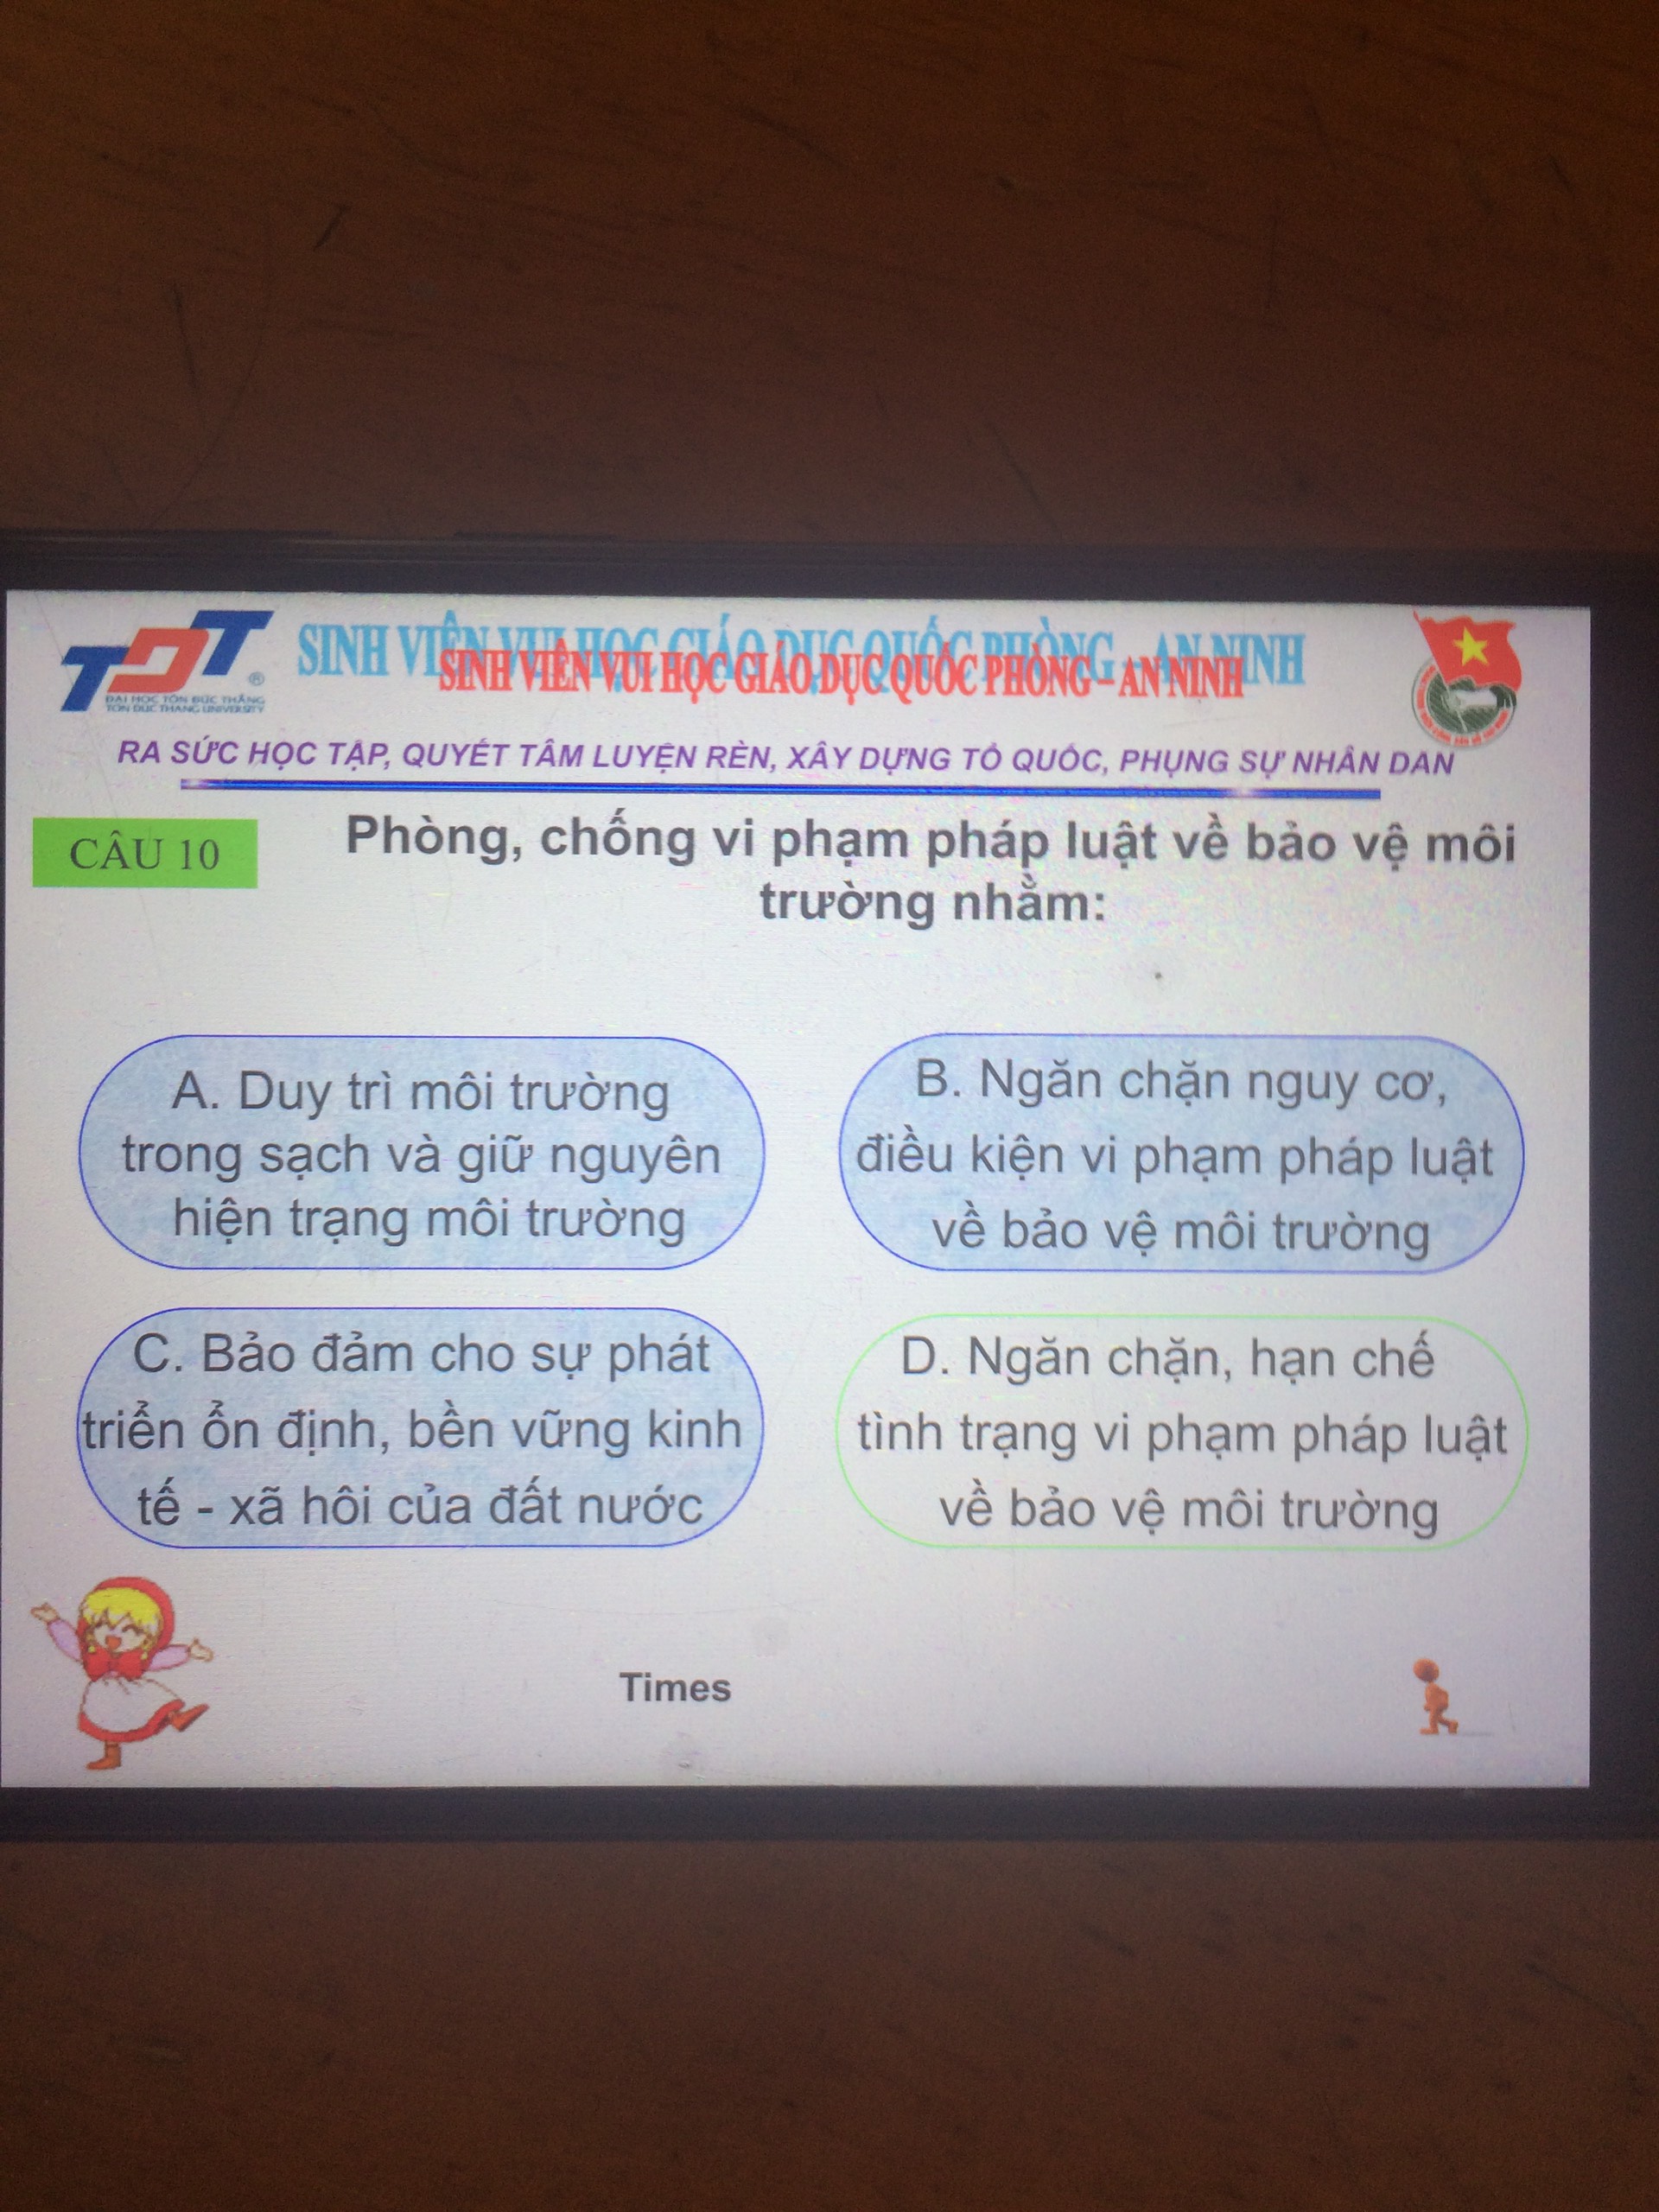 TDT ®
ĐẠI HỌC TÔN ĐỨC THẮNG
TON DUC THANG UNIVERSITY
SINH VIÊN VUI HỌC GIÁO DỤC QUỐC PHÒNG - AN NINH
SINH VIÊN VUI HỌC GIÁO DỤC QUỐC PHÒNG - AN NINH
RA SỨC HỌC TẬP, QUYẾT TÂM LUYỆN RÈN, XÂY DỰNG TỔ QUỐC, PHỤNG SỰ NHÂN DAN
CÂU 10
Phòng, chống vi phạm pháp luật về bảo vệ môi
trường nhằm:
A. Duy trì môi trường
trong sạch và giữ nguyên
hiện trạng môi trường
B. Ngăn chặn nguy cơ,
điều kiện vi phạm pháp luật
về bảo vệ môi trường
C. Bảo đảm cho sự phát
triển ổn định, bền vững kinh
tế - xã hôi của đất nước
D. Ngăn chặn, hạn chế
tình trạng vi phạm pháp luật
về bảo vệ môi trường
Times